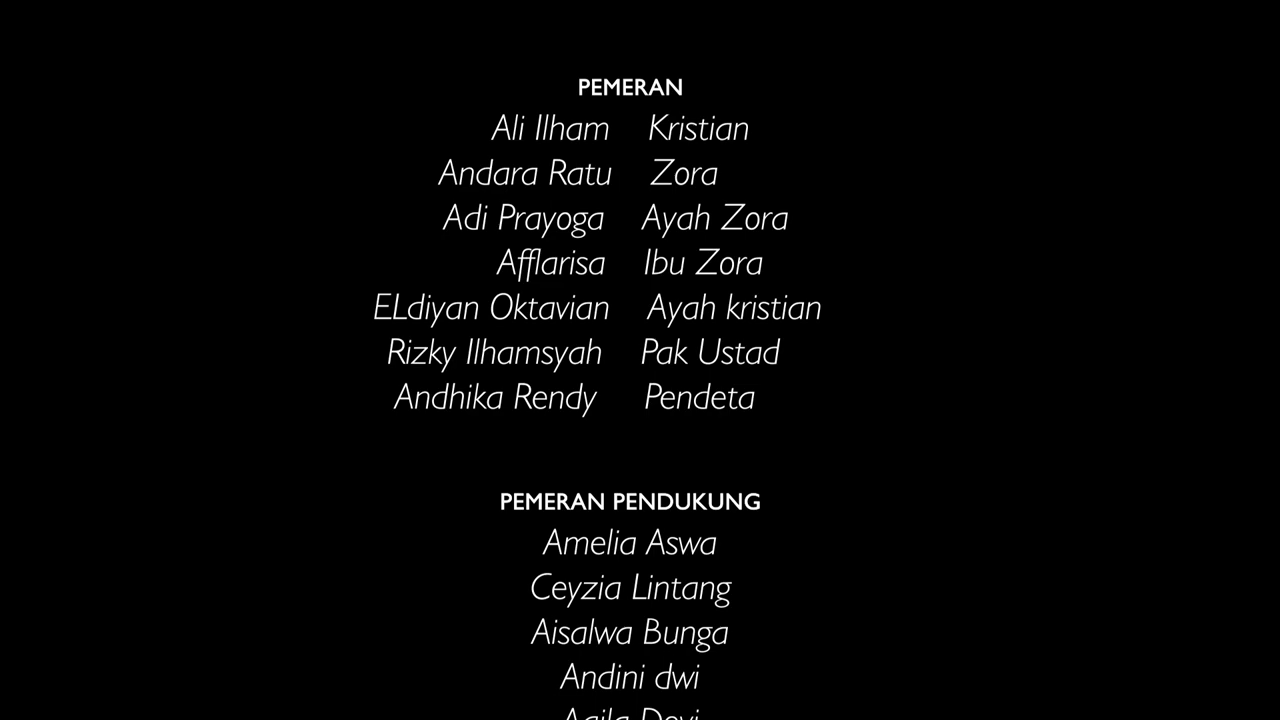 PEMERAN
Ali Ilham Kristian
Andara Ratu Zora
Adi Prayoga Ayah Zora
Afflarisa Ibu Zora
ELdiyan Oktavian Ayah kristian
Rizky Ilhamsyah Pak Ustad
Andhika Rendy Pendeta
PEMERAN PENDUKUNG
Amelia Aswa
Ceyzia Lintang
Aisalwa Bunga
Andini dwi